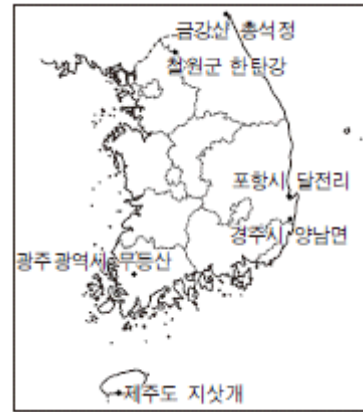 금강산 총석정
철원군 한탄강
포항시 달전리
경주시 양남면
광주광역시 무등산
제주도 지삿개